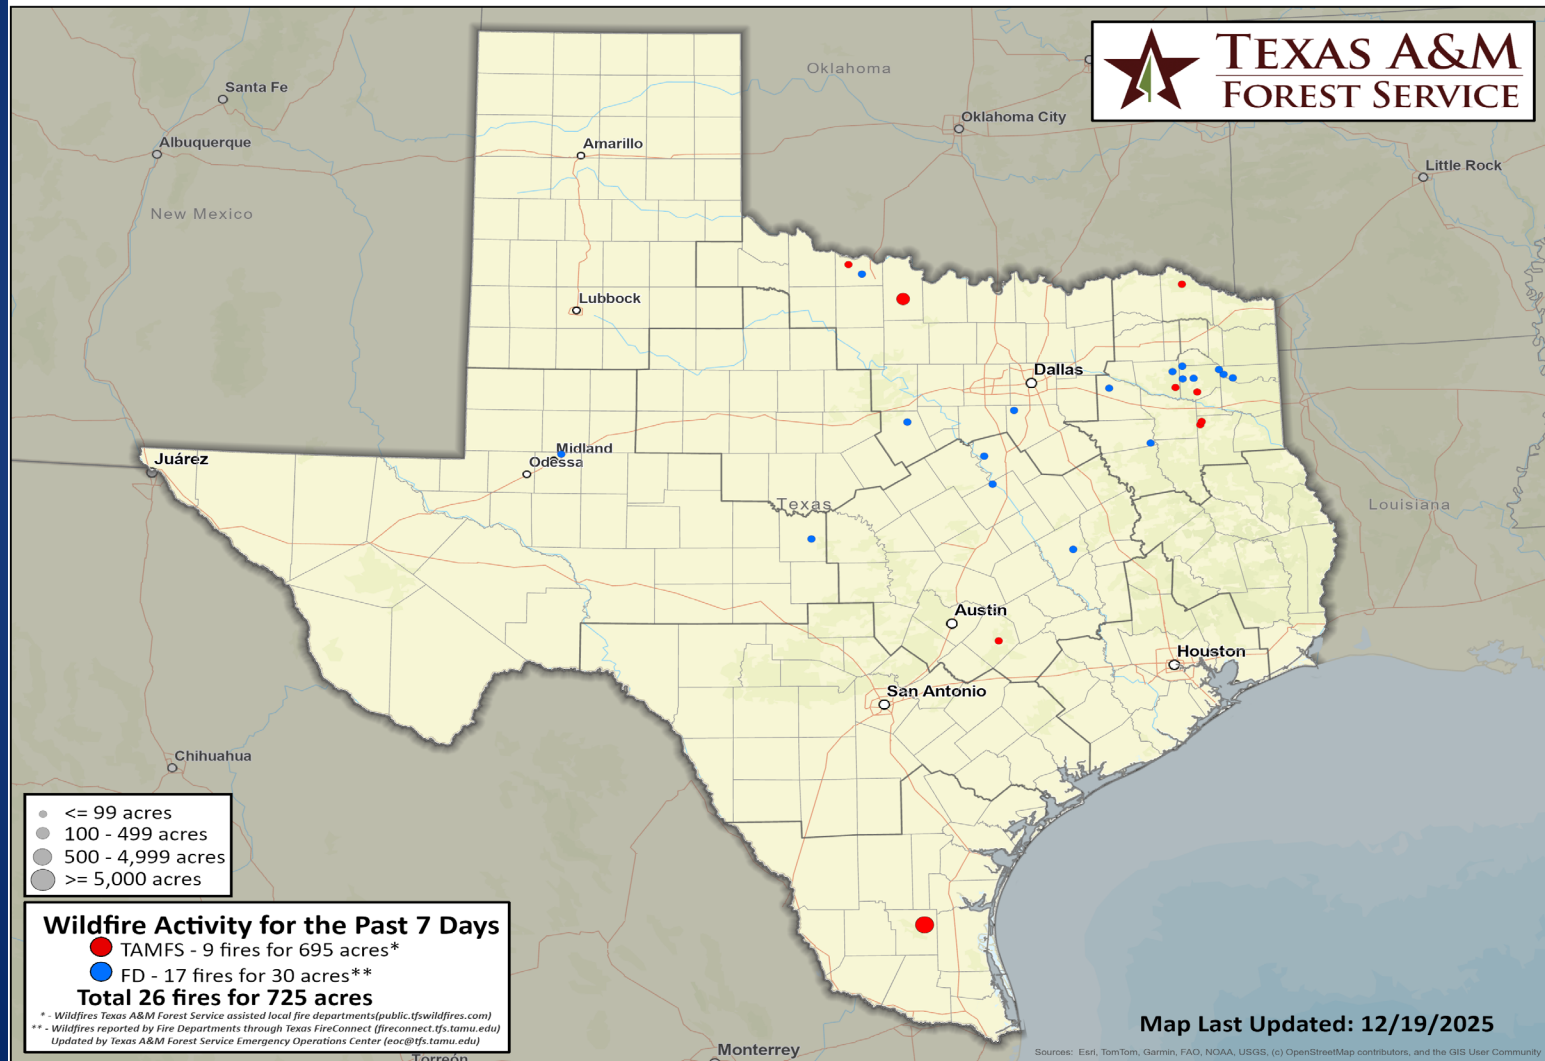 TEXAS A&M
FOREST SERVICE
Oklahoma
Santa Fe
Oklahoma City
Albuquerque
Amarillo
Little Rock
New Mexico
Lubbock
Dallas
Midland
Odessa
Juárez
Texas
Louisiana
Austin
Houston
San Antonio
Chihuahua
<= 99 acres
100 - 499 acres
500 - 4,999 acres
>= 5,000 acres
Wildfire Activity for the Past 7 Days
TAMFS - 9 fires for 695 acres*
FD - 17 fires for 30 acres**
Total 26 fires for 725 acres
* - Wildfires Texas A&M Forest Service assisted local fire departments(public.tfswildfires.com)
** - Wildfires reported by Fire Departments through Texas FireConnect (fireconnect.tfs.tamu.edu)
Updated by Texas A&M Forest Service Emergency Operations Center (eoc@tfs.tamu.edu)
Map Last Updated: 12/19/2025
Monterrey
Torreón
Sources: Esri, TomTom, Garmin, FAO, NOAA, USGS, (c) OpenStreetMap contributors, and the GIS User Community